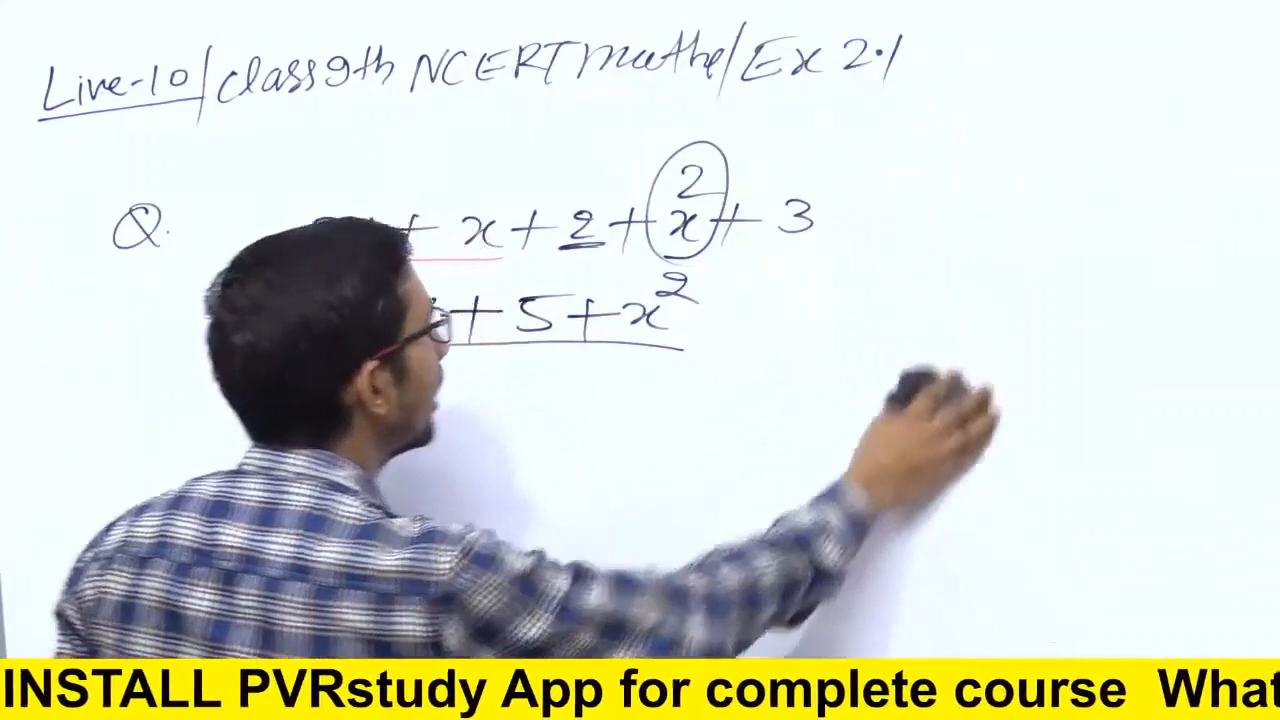 Live-10/class 9th NCERT maths/Ex 2.1
Q. + x + 2 + x² + 3
+ 5 + x²
INSTALL PVRstudy App for complete course What